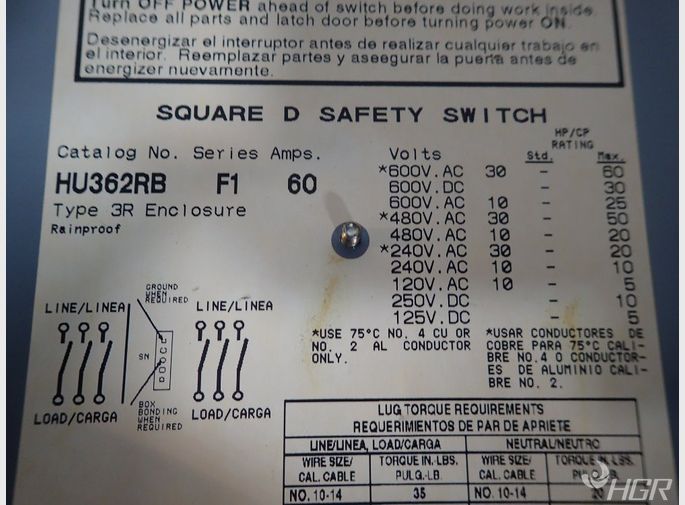 Turn OFF POWER ahead of switch before doing work inside.
Replace all parts and latch door before turning power ON.
Desenergizar el interruptor antes de realizar cualquier trabajo en
el interior. Reemplazar partes y asegurar la puerta antes de
energizer nuevamente.
SQUARE D SAFETY SWITCH
Catalog No. Series Amps.
HU362RB F1 60
Type 3R Enclosure
Rainproof
HP/CP
RATING
Volts Std. Max.
*600V.AC 30 - 60
600V.DC - 30
600V.AC 10 - 25
*480V.AC 30 - 50
480V.AC 10 - 20
*240V.AC 30 - 20
240V.AC 10 - 10
120V.AC 10 - 5
250V.DC - 10
125V.DC - 5
*USE 75°C NO. 4 CU OR
NO. 2 AL CONDUCTOR
ONLY.
*USAR CONDUCTORES DE
COBRE PARA 75°C CALI-
BRE NO.4 O CONDUCTOR-
ES DE ALUMINIO CALI-
BRE NO. 2.
GROUND
WHEN
REQUIRED
LINE/LINEA LINE/LINEA
SN
LOAD/CARGA LOAD/CARGA
BOX
BONDING
WHEN
REQUIRED
LUG TORQUE REQUIREMENTS
REQUERIMIENTOS DE PAR DE APRIETE
LINE/LINEA, LOAD/CARGA NEUTRAL/NEUTRO
WIRE SIZE/ TORQUE IN.-LBS. WIRE SIZE/ TORQUE IN.-LBS.
CAL. CABLE PULG.-LB. CAL. CABLE PULG.-LB.
NO. 10-14 35 NO. 10-14 20
HGR